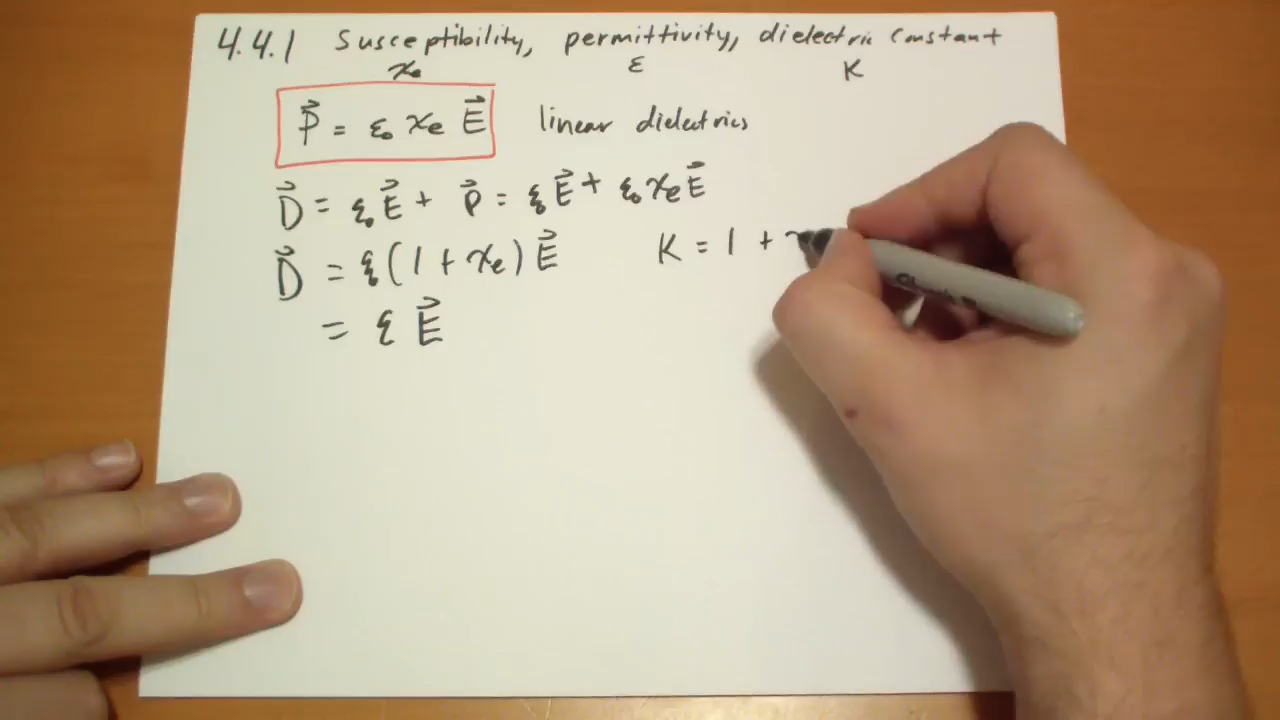 4.4.1 Susceptibility, permittivity, dielectric constant
χe ε K
P⃗ = ε₀ χe E⃗ linear dielectrics
D⃗ = ε₀E⃗ + P⃗ = ε₀E⃗ + ε₀χeE⃗
D⃗ = ε₀(1 + χe)E⃗ K = 1 +
= ε E⃗